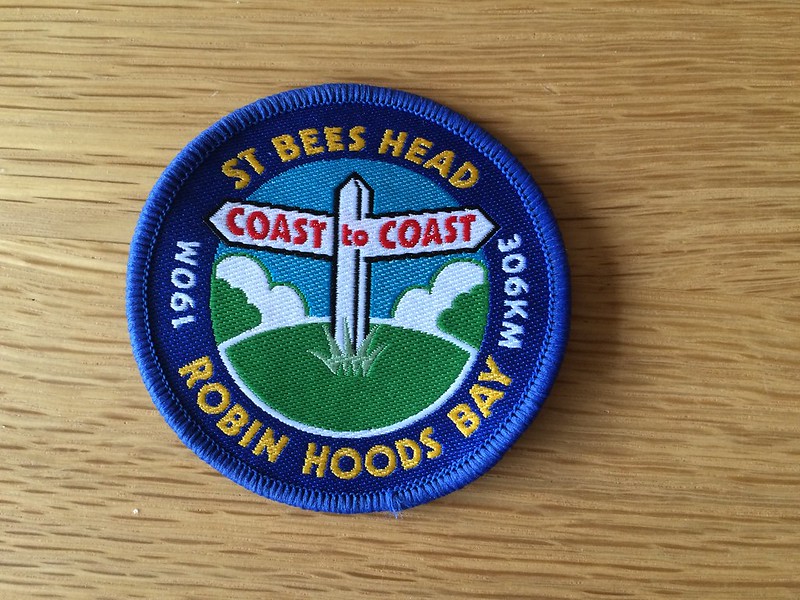 ST BEES HEAD
COAST to COAST
190M
306KM
ROBIN HOODS BAY